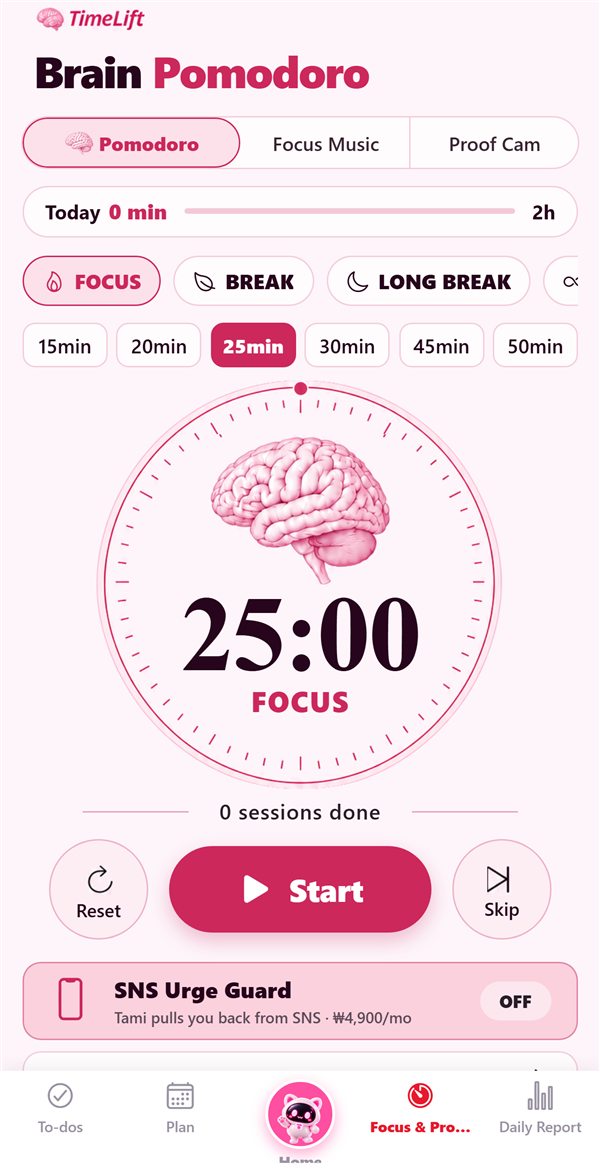 TimeLift
Brain Pomodoro
Pomodoro
Focus Music
Proof Cam
Today 0 min
2h
FOCUS
BREAK
LONG BREAK
15min
20min
25min
30min
45min
50min
25:00
FOCUS
0 sessions done
Reset
Start
Skip
SNS Urge Guard
Tami pulls you back from SNS · ₩4,900/mo
OFF
To-dos
Plan
Home
Focus & Pro...
Daily Report